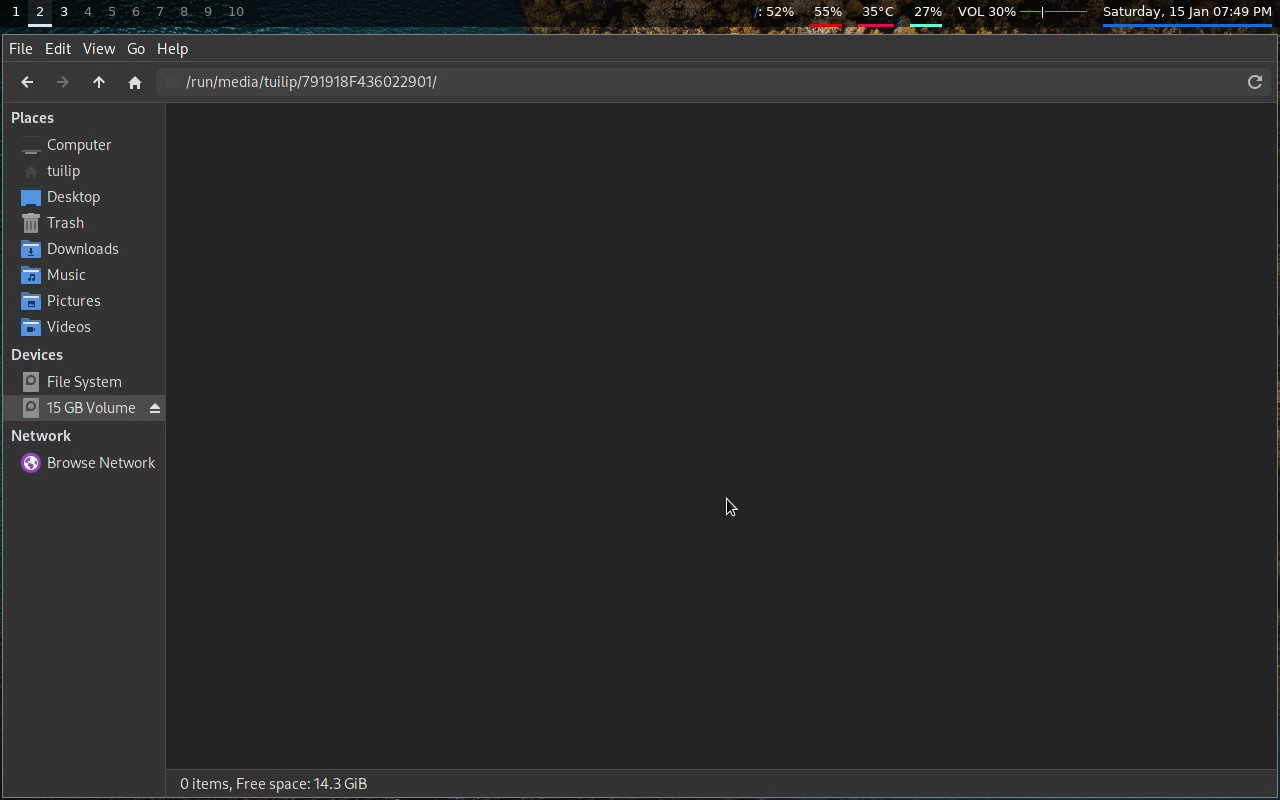 1 2 3 4 5 6 7 8 9 10 /: 52% 55% 35°C 27% VOL 30% Saturday, 15 Jan 07:49 PM
File Edit View Go Help
/run/media/tuilip/791918F436022901/
Places
Computer
tuilip
Desktop
Trash
Downloads
Music
Pictures
Videos
Devices
File System
15 GB Volume
Network
Browse Network
0 items, Free space: 14.3 GiB